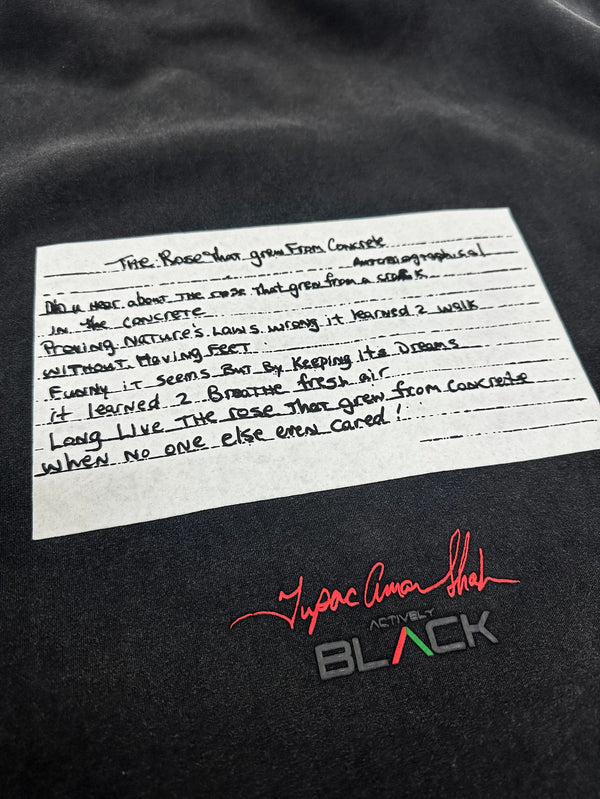 THE Rose That grew From Concrete
Autobiographical
Did u hear about THE rose that grew from a crack
in the concrete
Proving Nature's Laws wrong it learned 2 walk
without Having Feet
Funny it seems But By Keeping its Dreams
it learned 2 Breathe fresh air
Long Live THE rose that grew from concrete
when no one else even cared!
Tupac Amaru Shakur
ACTIVELY
BLACK